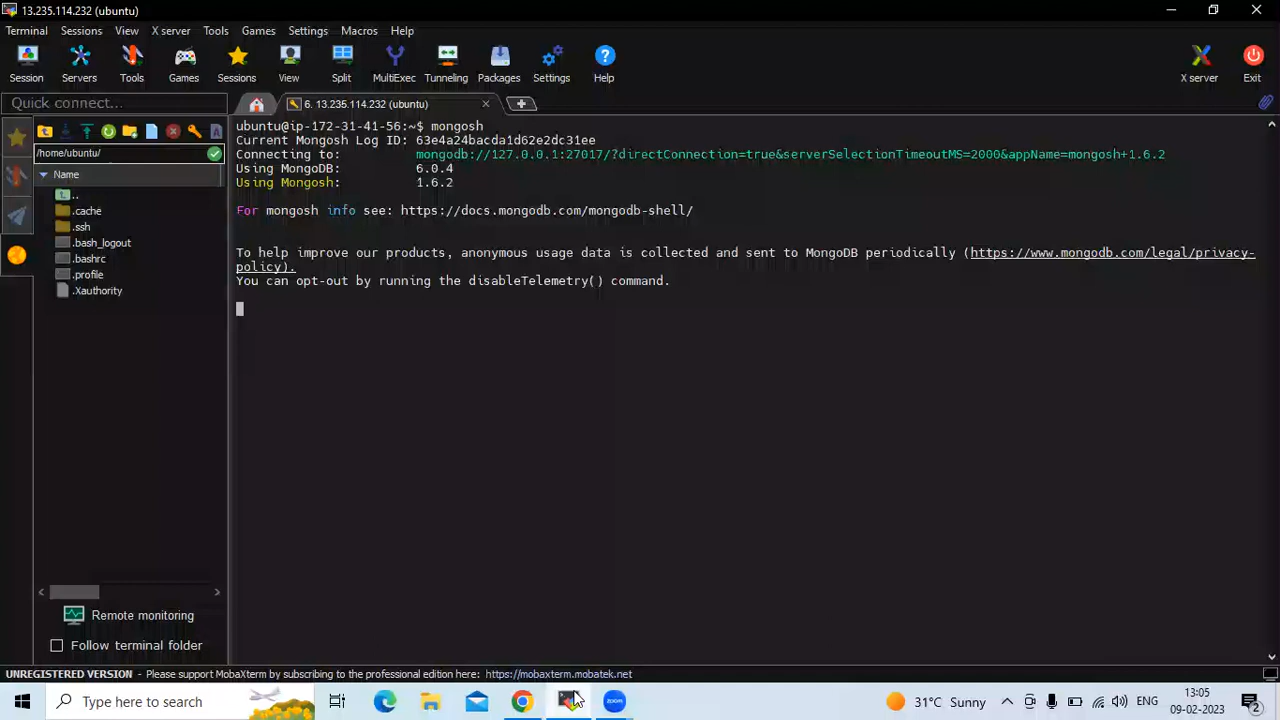 13.235.114.232 (ubuntu)
Terminal Sessions View X server Tools Games Settings Macros Help
Session Servers Tools Games Sessions View Split MultiExec Tunneling Packages Settings Help X server Exit
Quick connect...
6. 13.235.114.232 (ubuntu)
/home/ubuntu/
Name
..
.cache
.ssh
.bash_logout
.bashrc
.profile
.Xauthority
Remote monitoring
Follow terminal folder
ubuntu@ip-172-31-41-56:~$ mongosh
Current Mongosh Log ID: 63e4a24bacda1d62e2dc31ee
Connecting to: mongodb://127.0.0.1:27017/?directConnection=true&serverSelectionTimeoutMS=2000&appName=mongosh+1.6.2
Using MongoDB: 6.0.4
Using Mongosh: 1.6.2
For mongosh info see: https://docs.mongodb.com/mongodb-shell/
To help improve our products, anonymous usage data is collected and sent to MongoDB periodically (https://www.mongodb.com/legal/privacy-
policy).
You can opt-out by running the disableTelemetry() command.
UNREGISTERED VERSION - Please support MobaXterm by subscribing to the professional edition here: https://mobaxterm.mobatek.net
Type here to search
zoom
31°C Sunny
ENG
13:05
09-02-2023
2